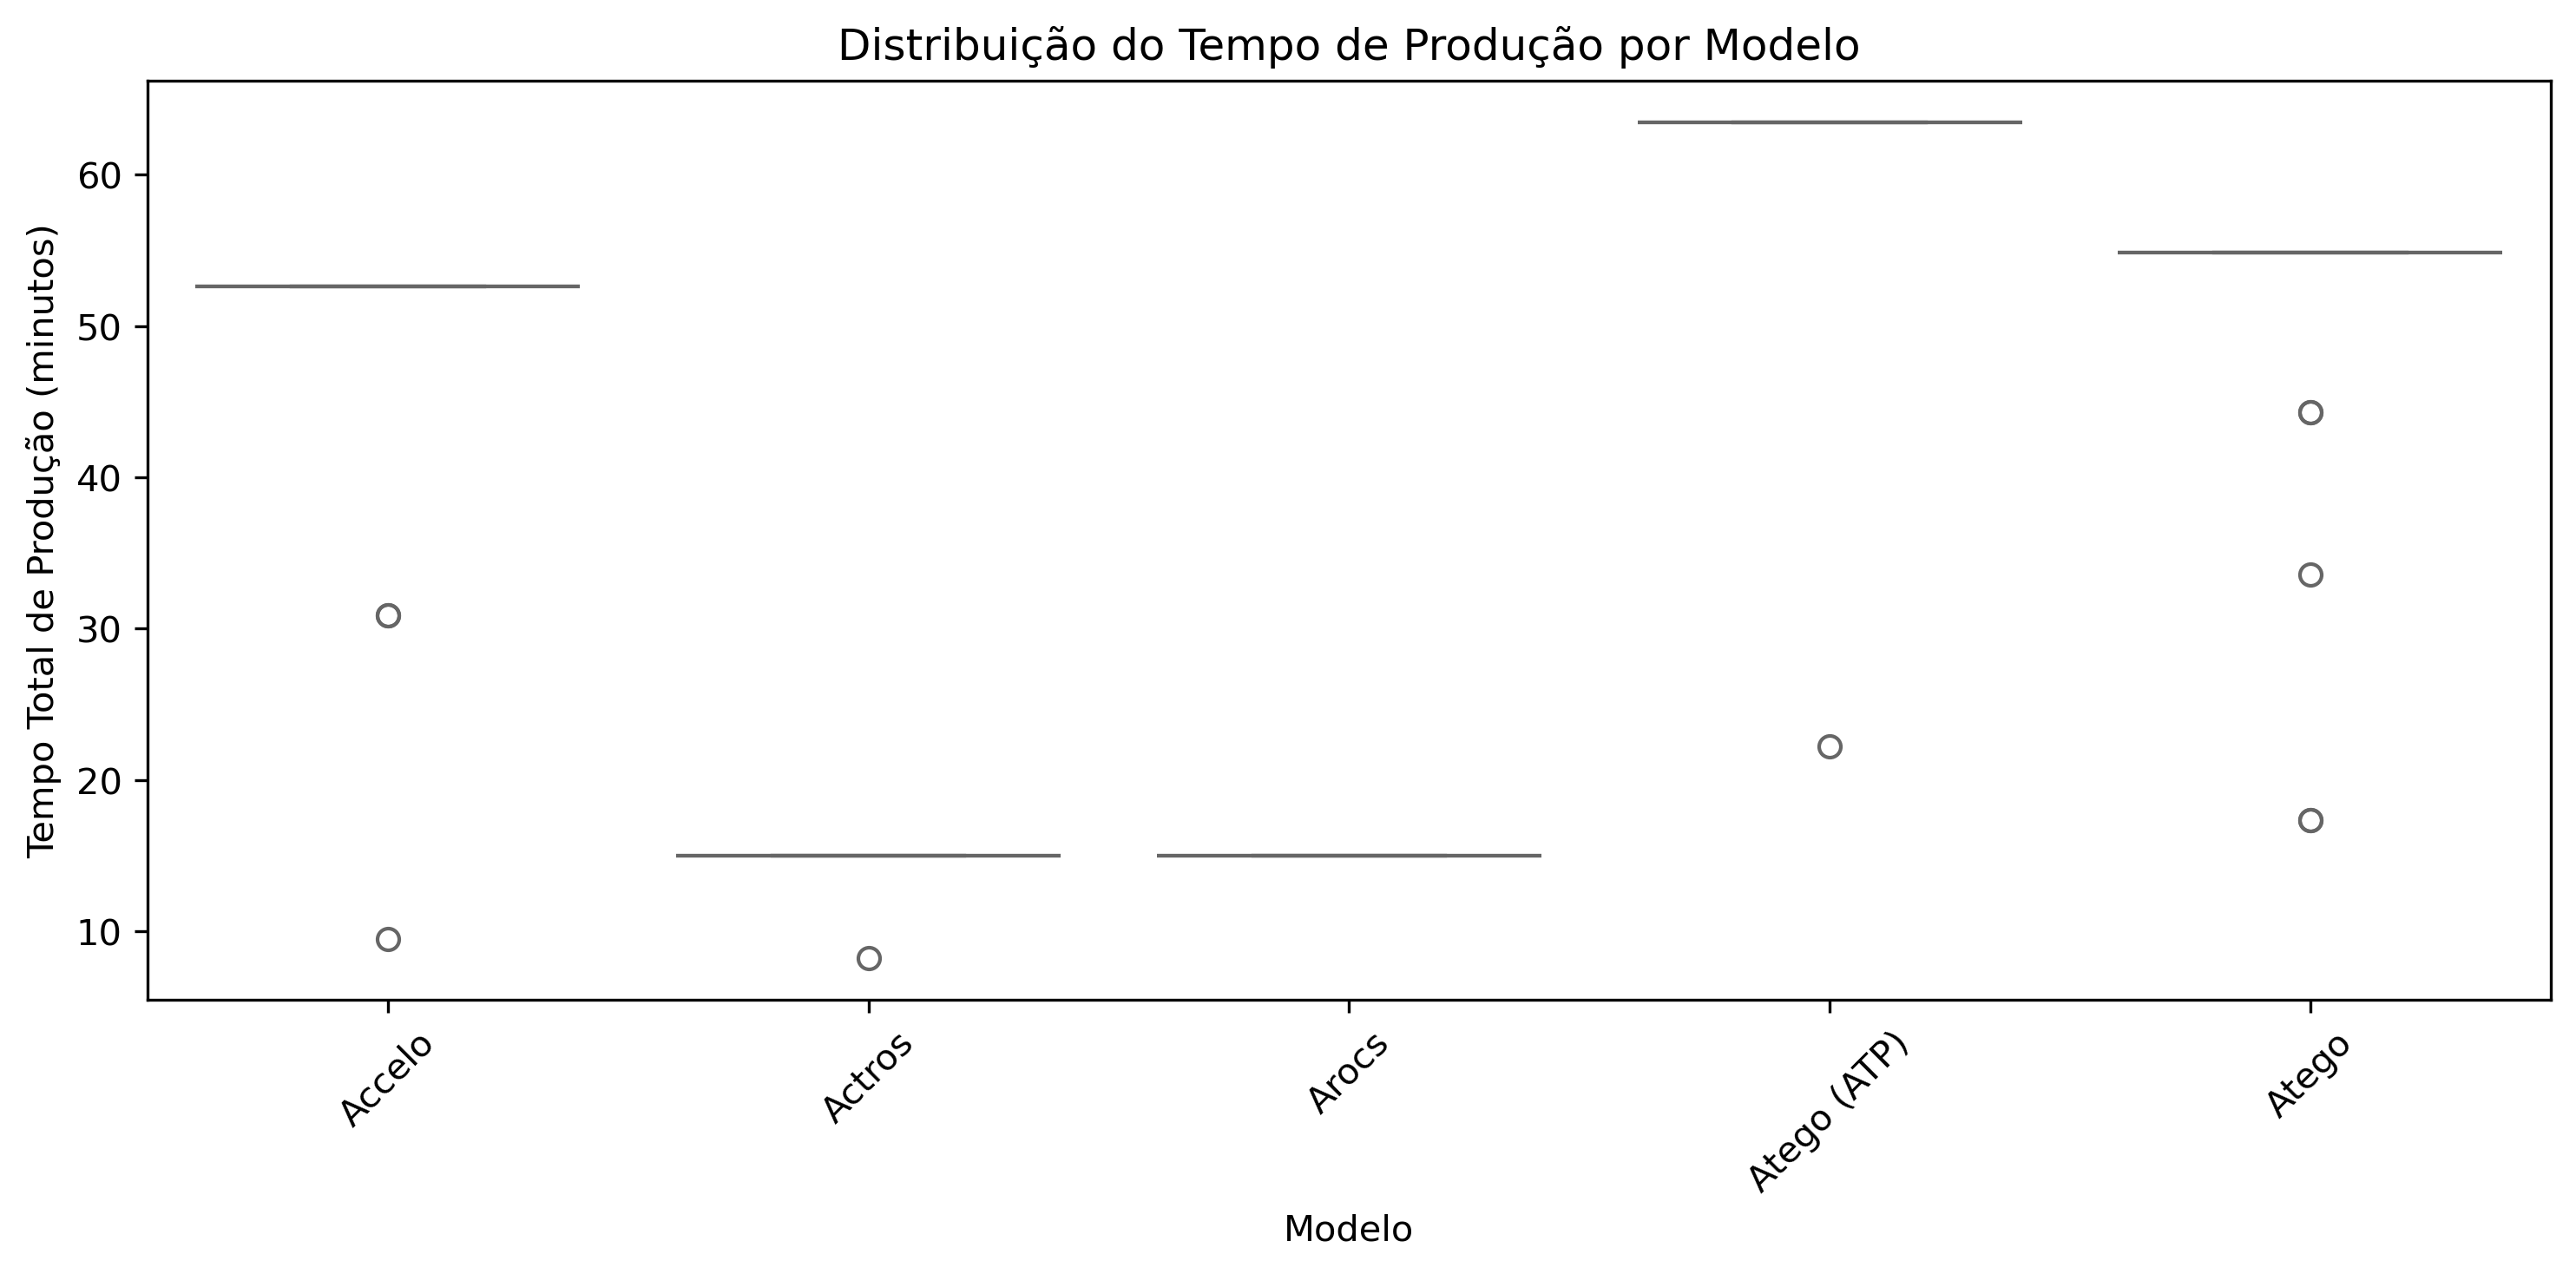 Distribuição do Tempo de Produção por Modelo
Tempo Total de Produção (minutos)
60
50
40
30
20
10
Accelo
Actros
Arocs
Atego (ATP)
Atego
Modelo